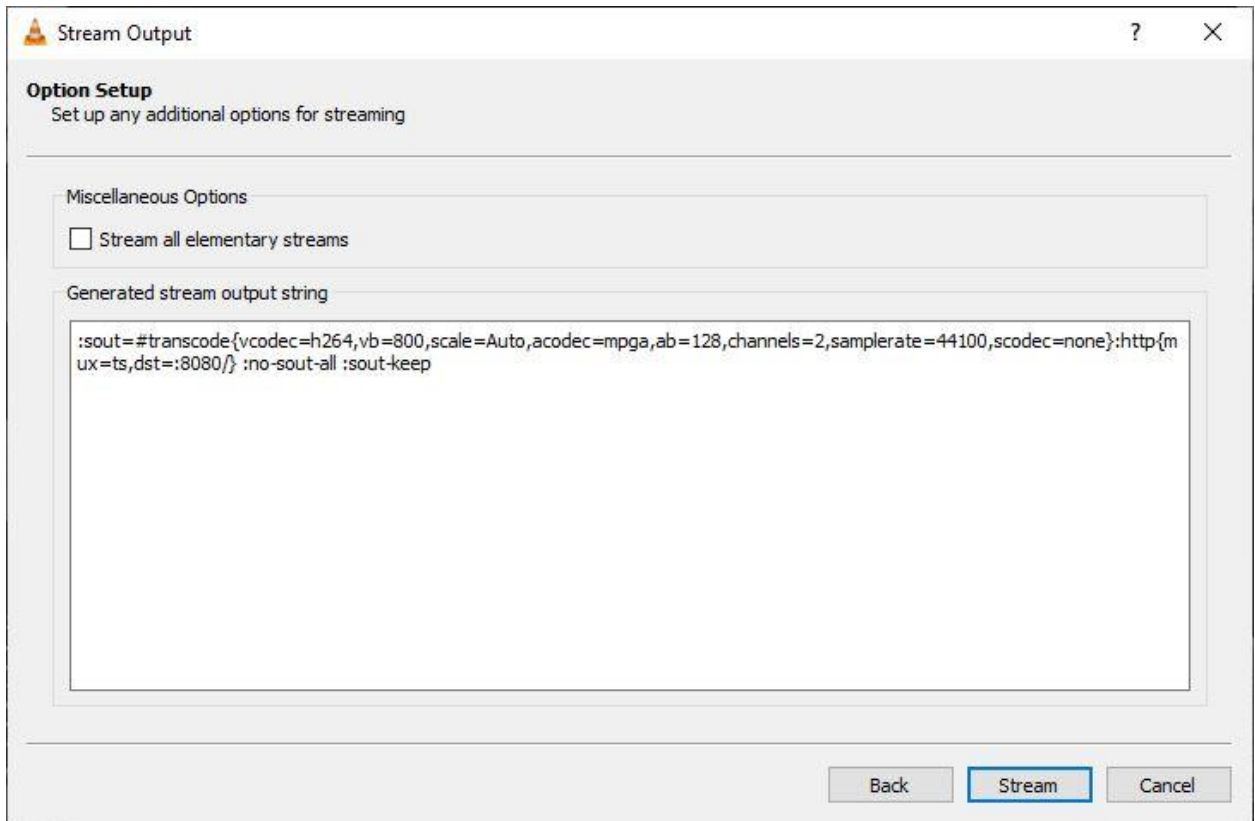 Stream Output
?
Option Setup
Set up any additional options for streaming
Miscellaneous Options
Stream all elementary streams
Generated stream output string
:sout=#transcode{vcodec=h264,vb=800,scale=Auto,acodec=mpga,ab=128,channels=2,samplerate=44100,scodec=none}:http{m
ux=ts,dst=:8080/} :no-sout-all :sout-keep
Back
Stream
Cancel